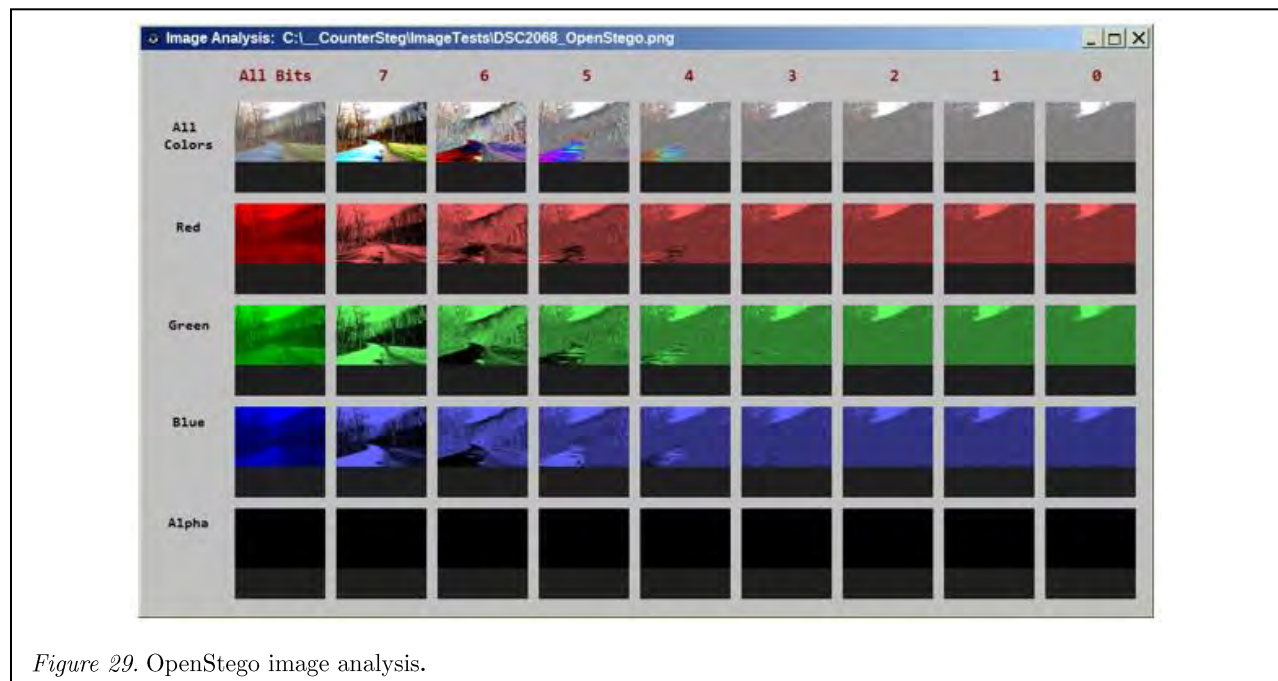 Image Analysis: C:\__CounterSteg\ImageTests\DSC2068_OpenStego.png
All Bits 7 6 5 4 3 2 1 0
All
Colors
Red
Green
Blue
Alpha
Figure 29. OpenStego image analysis.